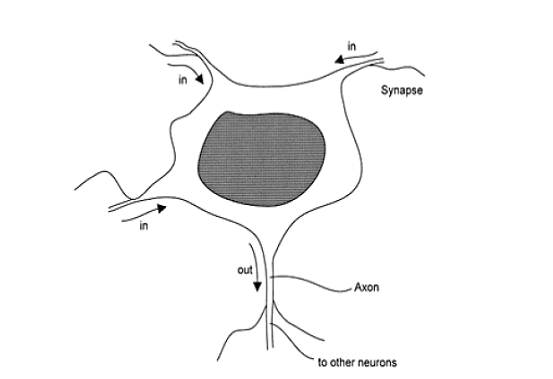 in
in
Synapse
in
out
Axon
to other neurons